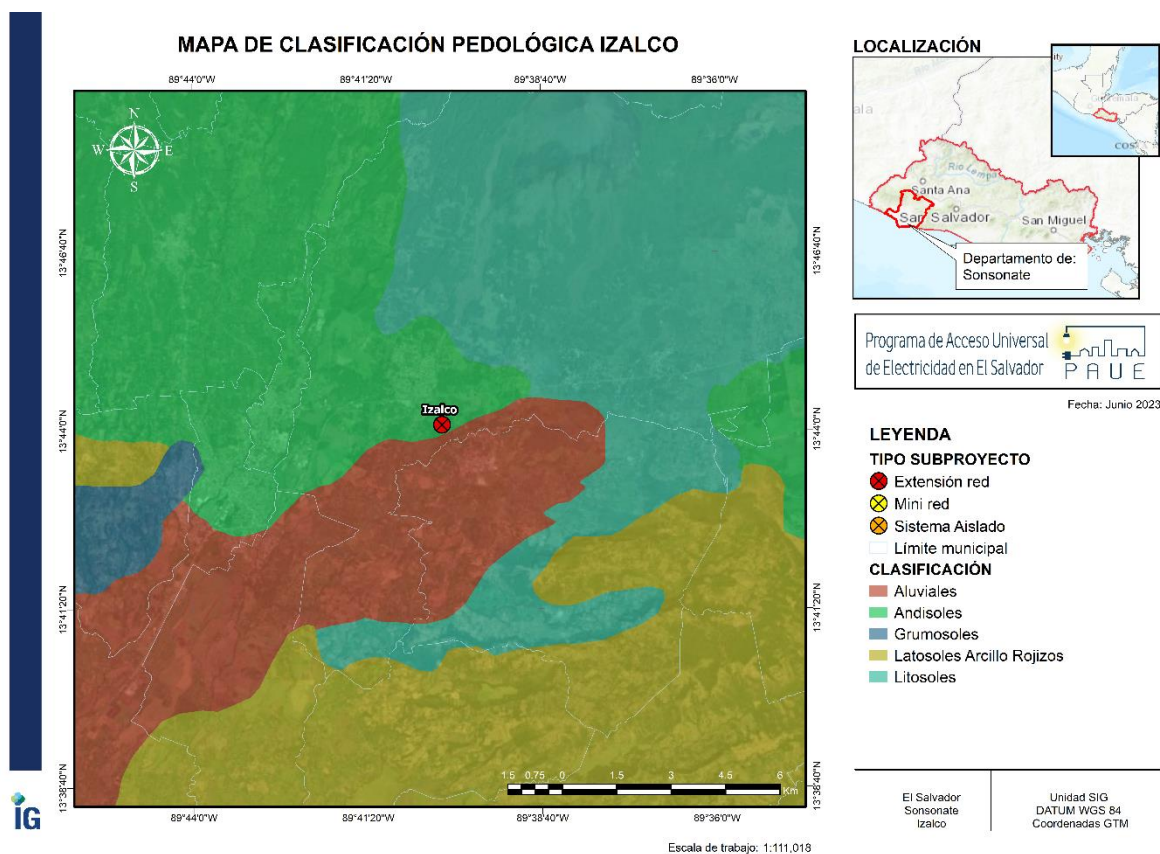 MAPA DE CLASIFICACIÓN PEDOLÓGICA IZALCO
89°44'0"W 89°41'20"W 89°38'40"W 89°36'0"W
N
W E
S
13°46'40"N 13°46'40"N
Izalco
13°44'0"N 13°44'0"N
13°41'20"N 13°41'20"N
13°38'40"N 13°38'40"N
1.5 0.75 0 1.5 3 4.5 6
Km
89°44'0"W 89°41'20"W 89°38'40"W 89°36'0"W
Escala de trabajo: 1:111,018
IG
LOCALIZACIÓN
Guatemala
COS
Rio Lempa
Santa Ana
San Salvador
San Miguel
Departamento de:
Sonsonate
Programa de Acceso Universal
de Electricidad en El Salvador
PAUE
Fecha: Junio 2023
LEYENDA
TIPO SUBPROYECTO
Extensión red
Mini red
Sistema Aislado
Límite municipal
CLASIFICACIÓN
Aluviales
Andisoles
Grumosoles
Latosoles Arcillo Rojizos
Litosoles
El Salvador
Sonsonate
Izalco
Unidad SIG
DATUM WGS 84
Coordenadas GTM